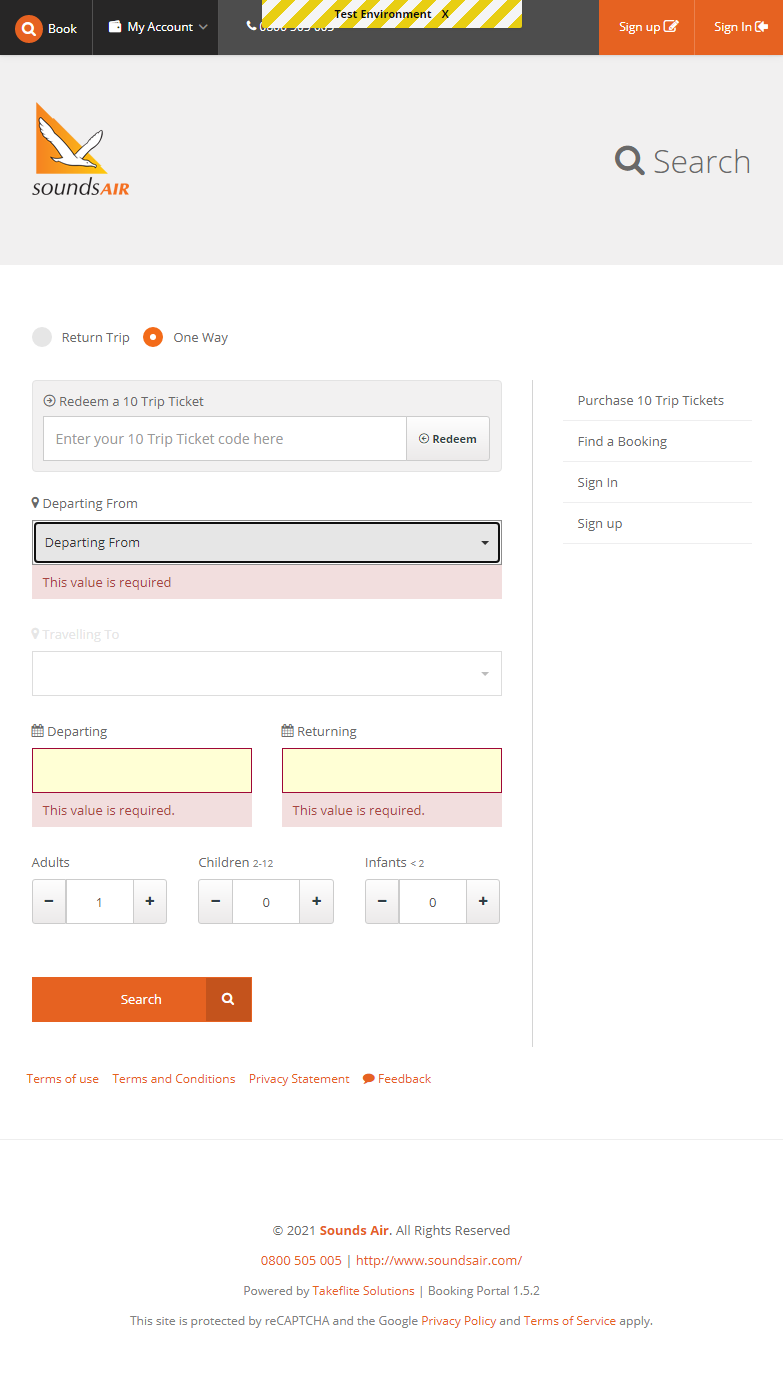 Book
My Account
0800 505 005
Test Environment X
Sign up
Sign In
soundsAIR
Search
Return Trip
One Way
Redeem a 10 Trip Ticket
Enter your 10 Trip Ticket code here
Redeem
Purchase 10 Trip Tickets
Find a Booking
Sign In
Sign up
Departing From
Departing From
This value is required
Travelling To
Departing
Returning
This value is required.
This value is required.
Adults
Children 2-12
Infants < 2
− 1 +
− 0 +
− 0 +
Search
Terms of use Terms and Conditions Privacy Statement Feedback
© 2021 Sounds Air. All Rights Reserved
0800 505 005 | http://www.soundsair.com/
Powered by Takeflite Solutions | Booking Portal 1.5.2
This site is protected by reCAPTCHA and the Google Privacy Policy and Terms of Service apply.